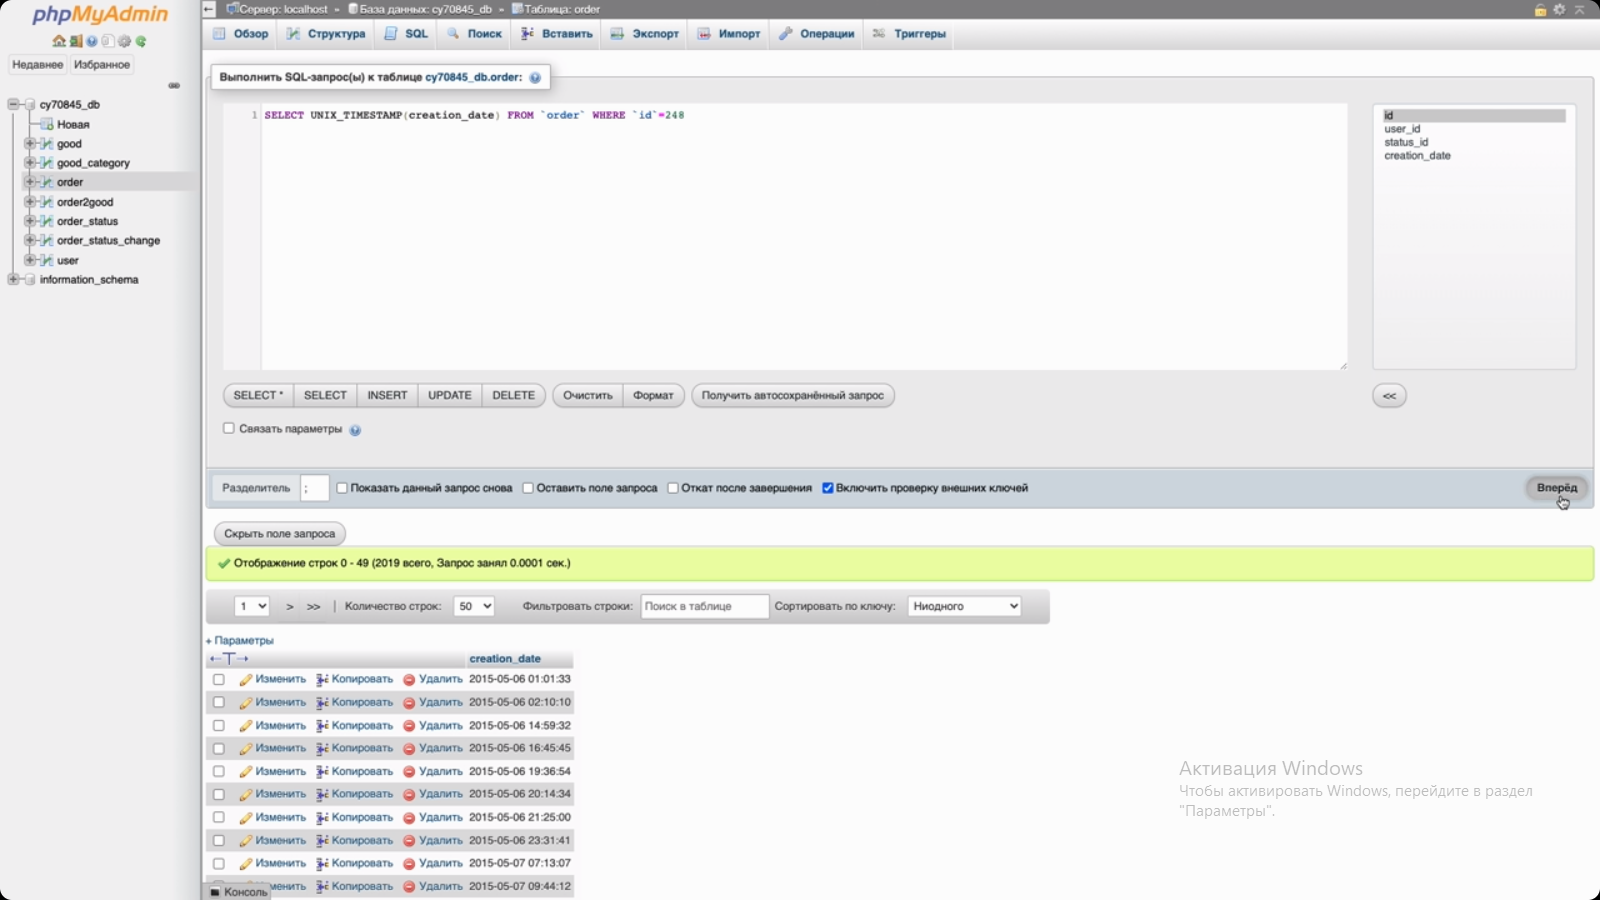 phpMyAdmin
Недавнее Избранное
cy70845_db
Новая
good
good_category
order
order2good
order_status
order_status_change
user
information_schema
Сервер: localhost » База данных: cy70845_db » Таблица: order
Обзор Структура SQL Поиск Вставить Экспорт Импорт Операции Триггеры
Выполнить SQL-запрос(ы) к таблице cy70845_db.order:
1 SELECT UNIX_TIMESTAMP(creation_date) FROM `order` WHERE `id`=248
id
user_id
status_id
creation_date
SELECT * SELECT INSERT UPDATE DELETE Очистить Формат Получить автосохранённый запрос <<
Связать параметры
Разделитель ; Показать данный запрос снова Оставить поле запроса Откат после завершения Включить проверку внешних ключей Вперёд
Скрыть поле запроса
Отображение строк 0 - 49 (2019 всего, Запрос занял 0.0001 сек.)
1 > >> | Количество строк: 50 Фильтровать строки: Поиск в таблице Сортировать по ключу: Ниодного
+ Параметры
←T→ creation_date
Изменить Копировать Удалить 2015-05-06 01:01:33
Изменить Копировать Удалить 2015-05-06 02:10:10
Изменить Копировать Удалить 2015-05-06 14:59:32
Изменить Копировать Удалить 2015-05-06 16:45:45
Изменить Копировать Удалить 2015-05-06 19:36:54
Изменить Копировать Удалить 2015-05-06 20:14:34
Изменить Копировать Удалить 2015-05-06 21:25:00
Изменить Копировать Удалить 2015-05-06 23:31:41
Изменить Копировать Удалить 2015-05-07 07:13:07
менить Копировать Удалить 2015-05-07 09:44:12
Консоль
Активация Windows
Чтобы активировать Windows, перейдите в раздел
"Параметры".